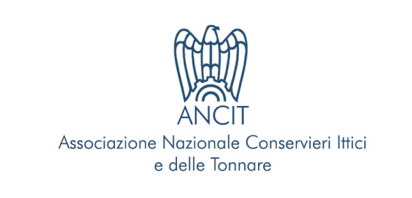 ANCIT
Associazione Nazionale Conservieri Ittici
e delle Tonnare